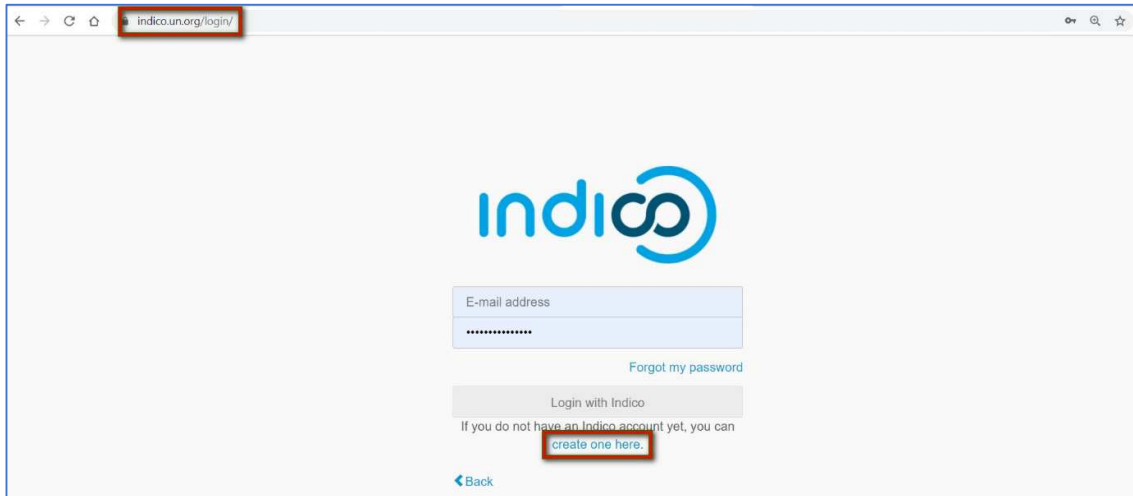 indico.un.org/login/
indico
E-mail address
•••••••••••••••
Forgot my password
Login with Indico
If you do not have an Indico account yet, you can
create one here.
Back